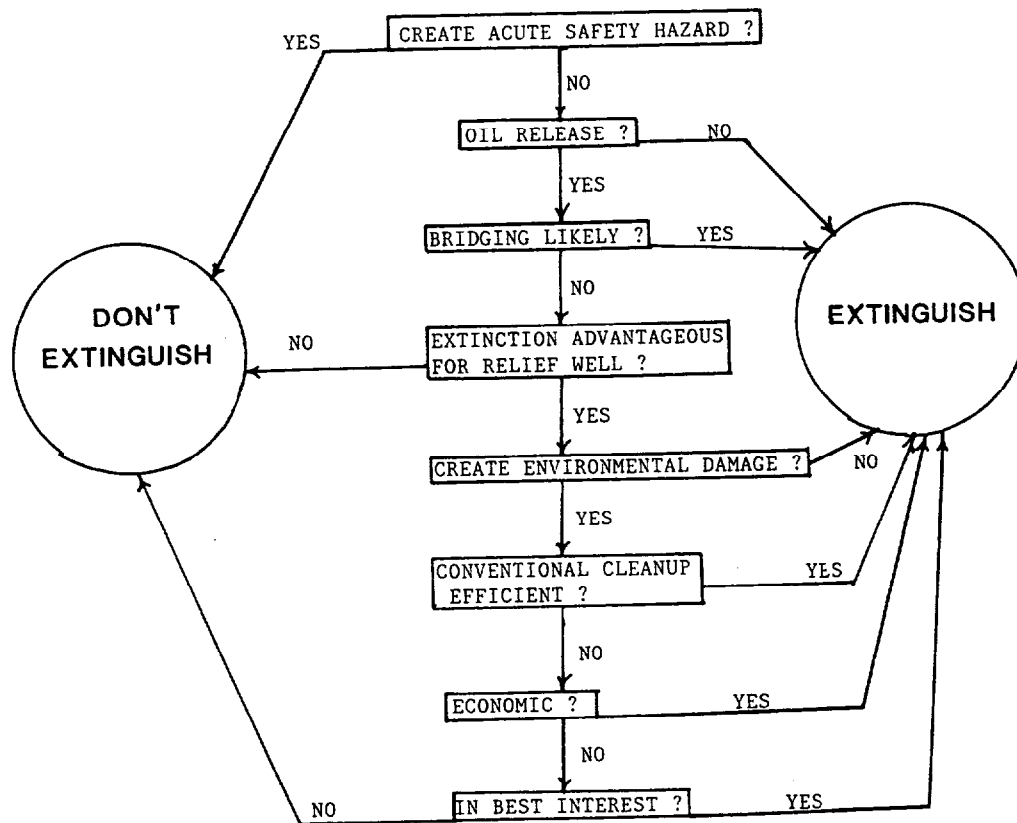 CREATE ACUTE SAFETY HAZARD ?
YES
NO
OIL RELEASE ?
NO
YES
BRIDGING LIKELY ?
YES
NO
DON'T
EXTINGUISH
EXTINGUISH
EXTINCTION ADVANTAGEOUS
FOR RELIEF WELL ?
NO
YES
CREATE ENVIRONMENTAL DAMAGE ?
NO
YES
CONVENTIONAL CLEANUP
EFFICIENT ?
YES
NO
ECONOMIC ?
YES
NO
IN BEST INTEREST ?
NO
YES